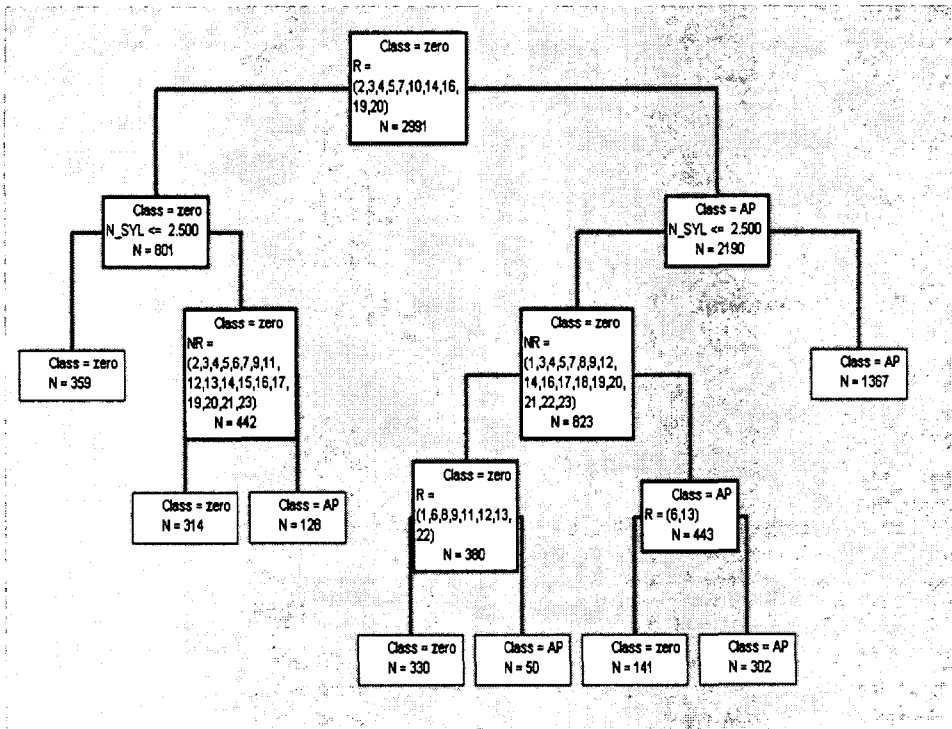 Class = zero
R =
(2,3,4,5,7,10,14,16,
19,20)
N = 2991
Class = zero
N_SYL <= 2.500
N = 801
Class = AP
N_SYL <= 2.500
N = 2190
Class = zero
N = 359
Class = zero
NR =
(2,3,4,5,6,7,9,11,
12,13,14,15,16,17,
19,20,21,23)
N = 442
Class = zero
NR =
(1,3,4,5,7,8,9,12,
14,16,17,18,19,20,
21,22,23)
N = 823
Class = AP
N = 1367
Class = zero
N = 314
Class = AP
N = 128
Class = zero
R =
(1,6,8,9,11,12,13,
22)
N = 380
Class = AP
R = (6,13)
N = 443
Class = zero
N = 330
Class = AP
N = 50
Class = zero
N = 141
Class = AP
N = 302